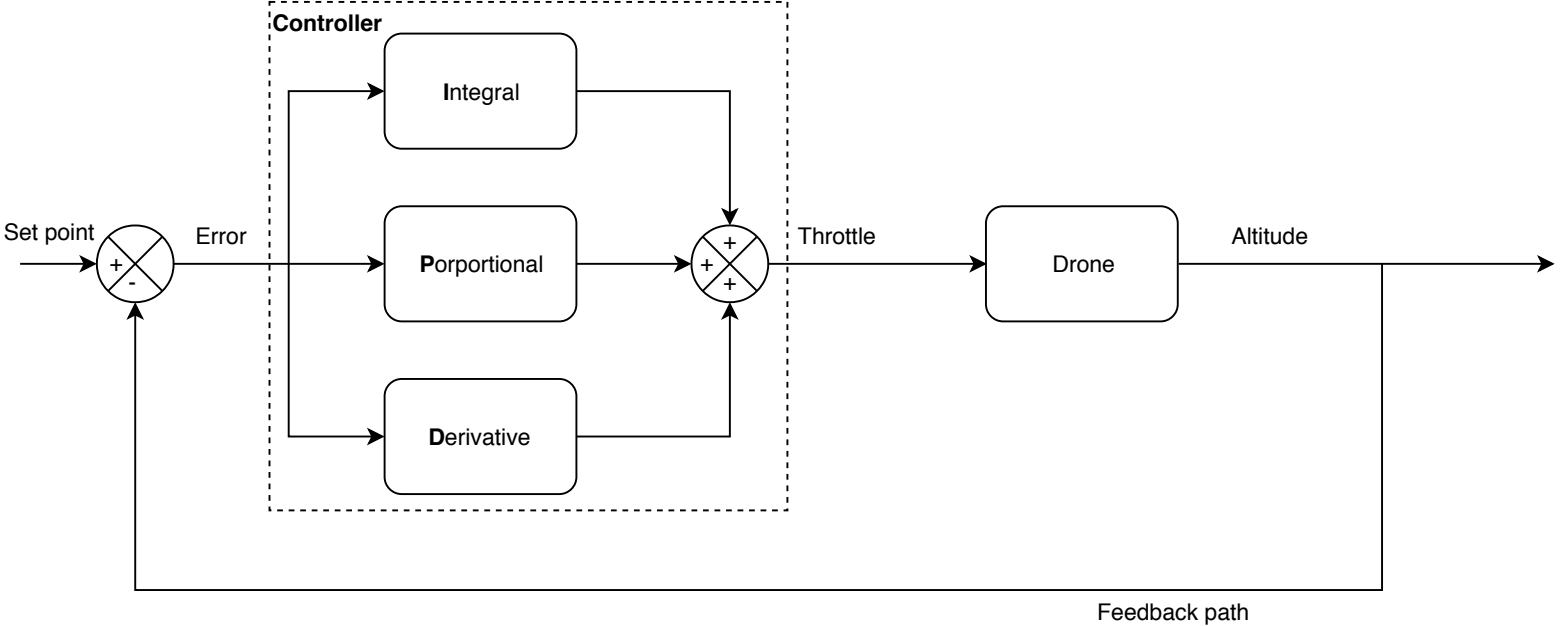 Controller
Integral
Set point
Error
+
-
Porportional
+
+
+
Throttle
Drone
Altitude
Derivative
Feedback path